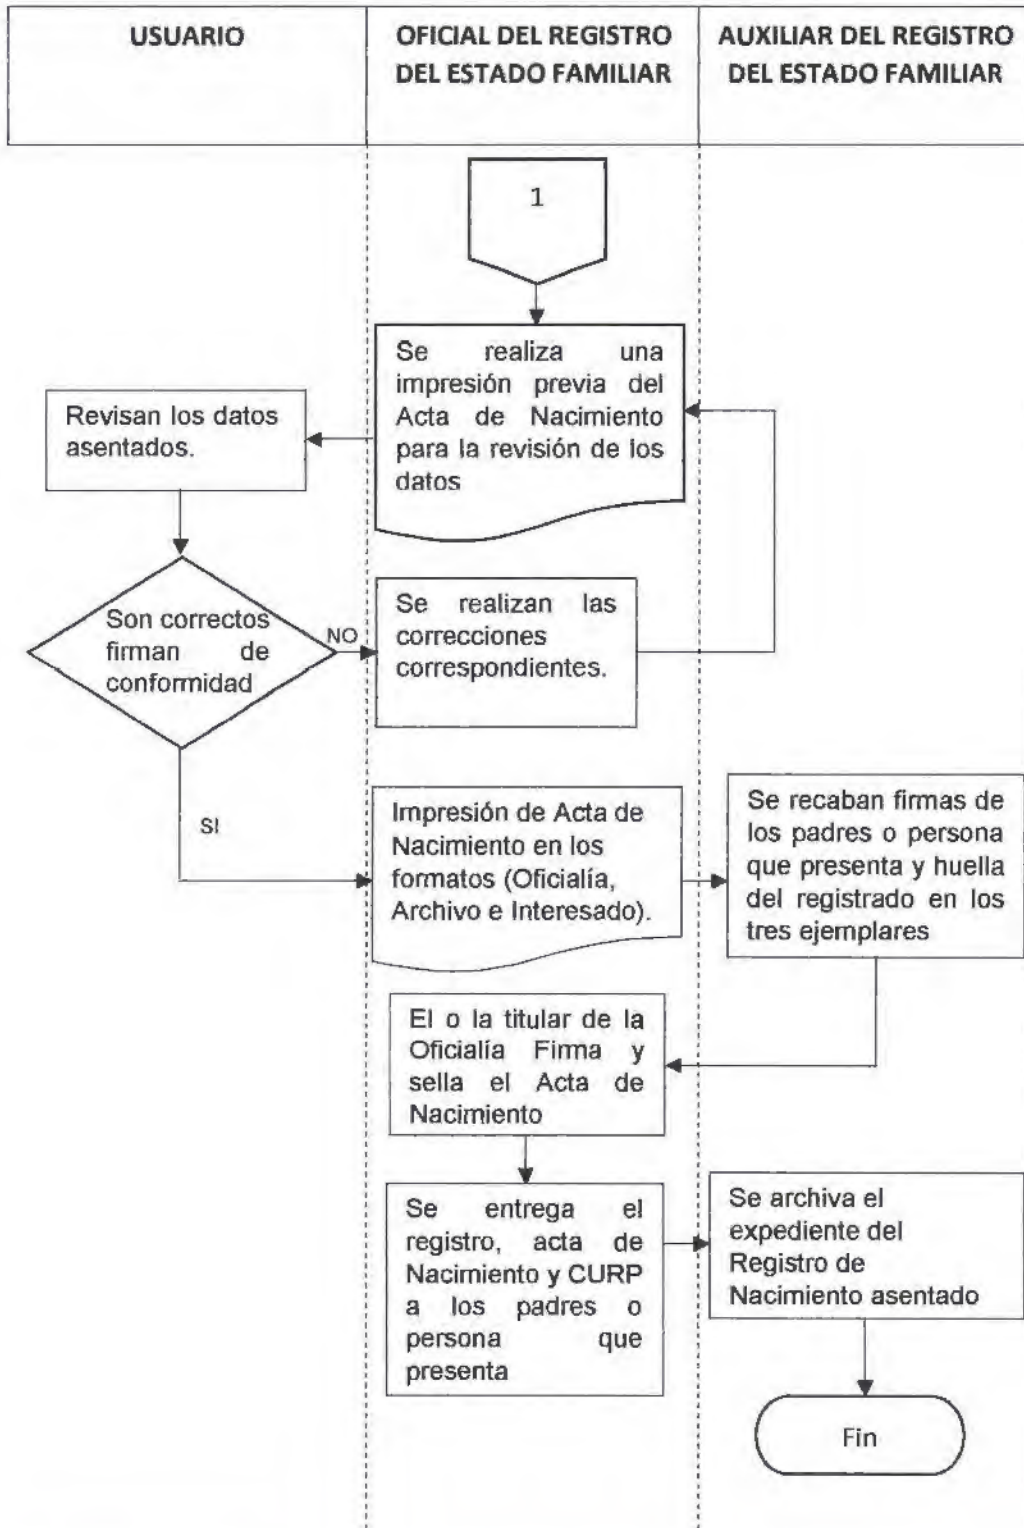 USUARIO
OFICIAL DEL REGISTRO
DEL ESTADO FAMILIAR
AUXILIAR DEL REGISTRO
DEL ESTADO FAMILIAR
1
Se realiza una
impresión previa del
Acta de Nacimiento
para la revisión de los
datos
Revisan los datos
asentados.
Son correctos
firman de
conformidad
NO
Se realizan las
correcciones
correspondientes.
SI
Impresión de Acta de
Nacimiento en los
formatos (Oficialía,
Archivo e Interesado).
Se recaban firmas de
los padres o persona
que presenta y huella
del registrado en los
tres ejemplares
El o la titular de la
Oficialía Firma y
sella el Acta de
Nacimiento
Se entrega el
registro, acta de
Nacimiento y CURP
a los padres o
persona que
presenta
Se archiva el
expediente del
Registro de
Nacimiento asentado
Fin